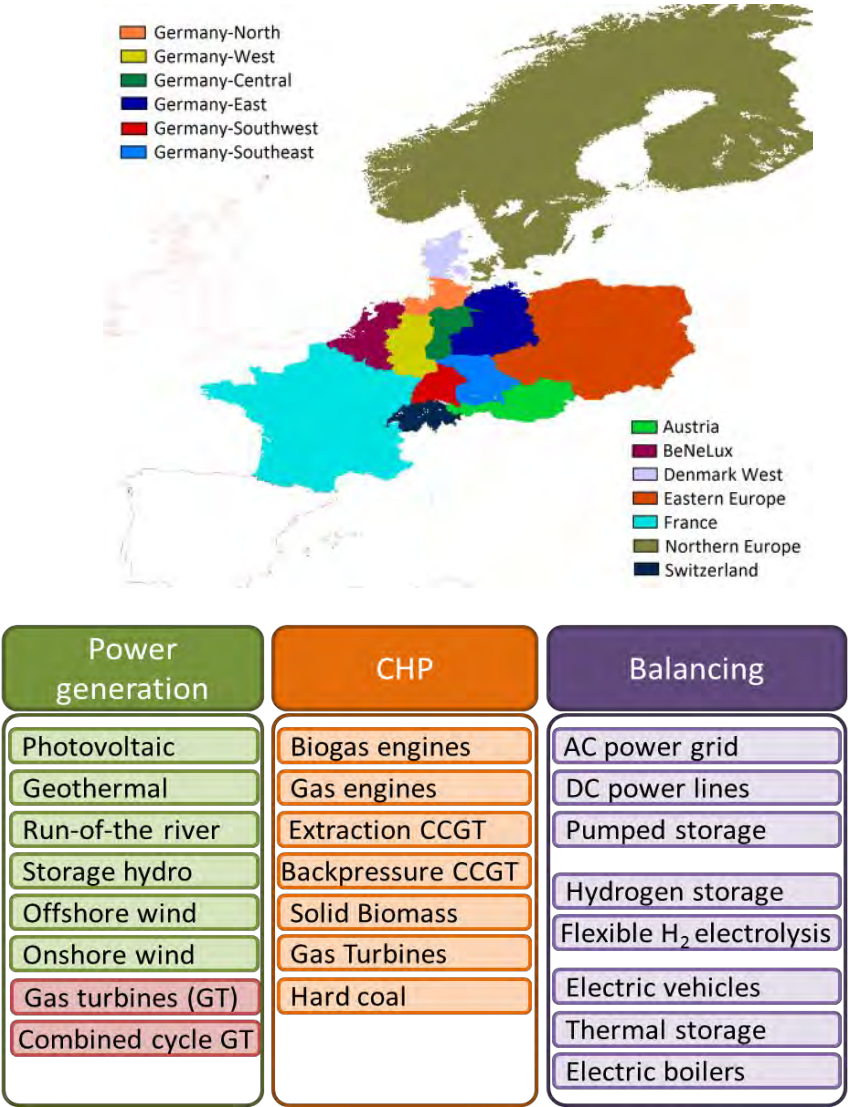 Germany-North
Germany-West
Germany-Central
Germany-East
Germany-Southwest
Germany-Southeast
Austria
BeNeLux
Denmark West
Eastern Europe
France
Northern Europe
Switzerland
Power
generation
Photovoltaic
Geothermal
Run-of-the river
Storage hydro
Offshore wind
Onshore wind
Gas turbines (GT)
Combined cycle GT
CHP
Biogas engines
Gas engines
Extraction CCGT
Backpressure CCGT
Solid Biomass
Gas Turbines
Hard coal
Balancing
AC power grid
DC power lines
Pumped storage
Hydrogen storage
Flexible H₂ electrolysis
Electric vehicles
Thermal storage
Electric boilers